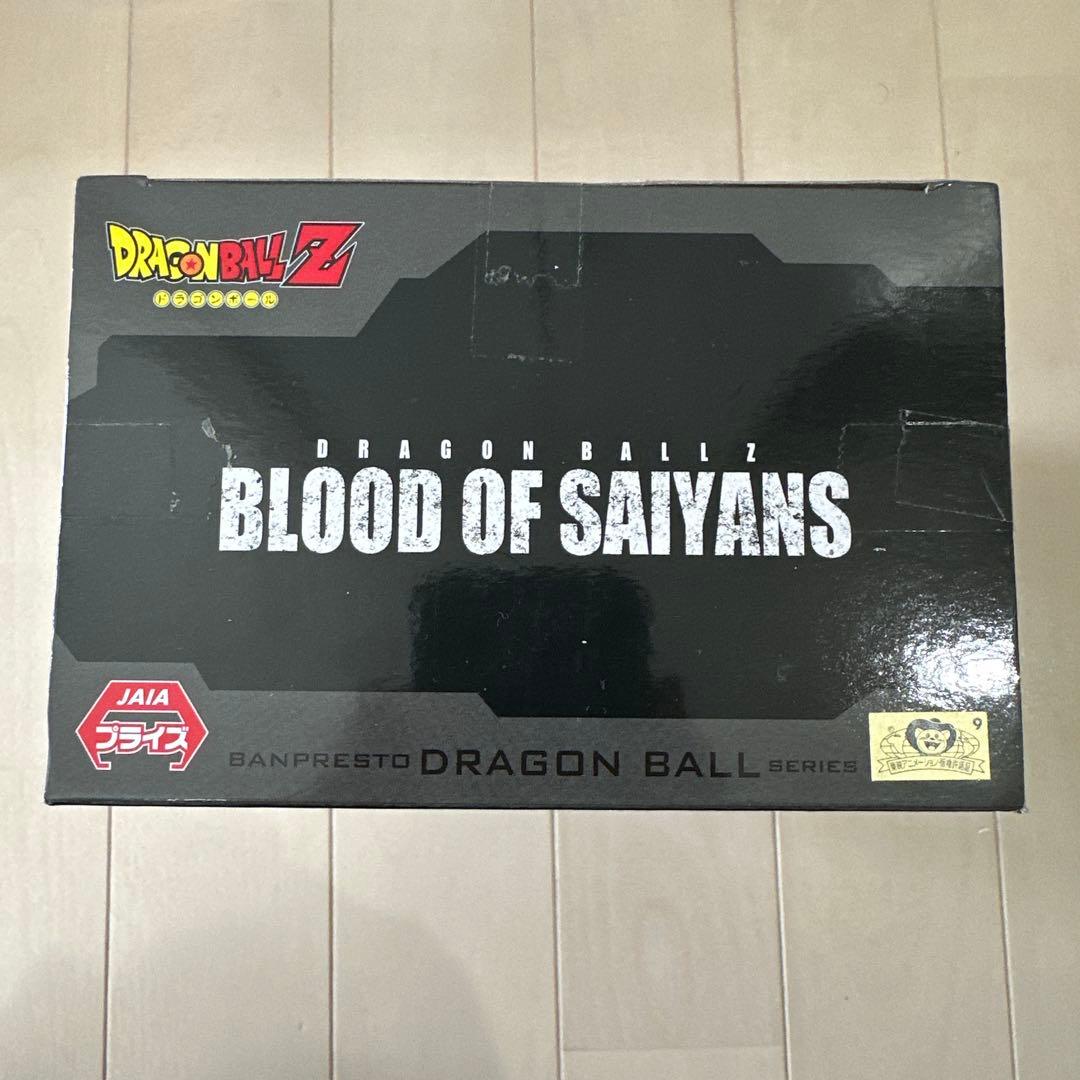 DRAGON BALL Z
ドラゴンボール
DRAGON BALL Z
BLOOD OF SAIYANS
JAIA
プライズ
BANPRESTO DRAGON BALL SERIES
9